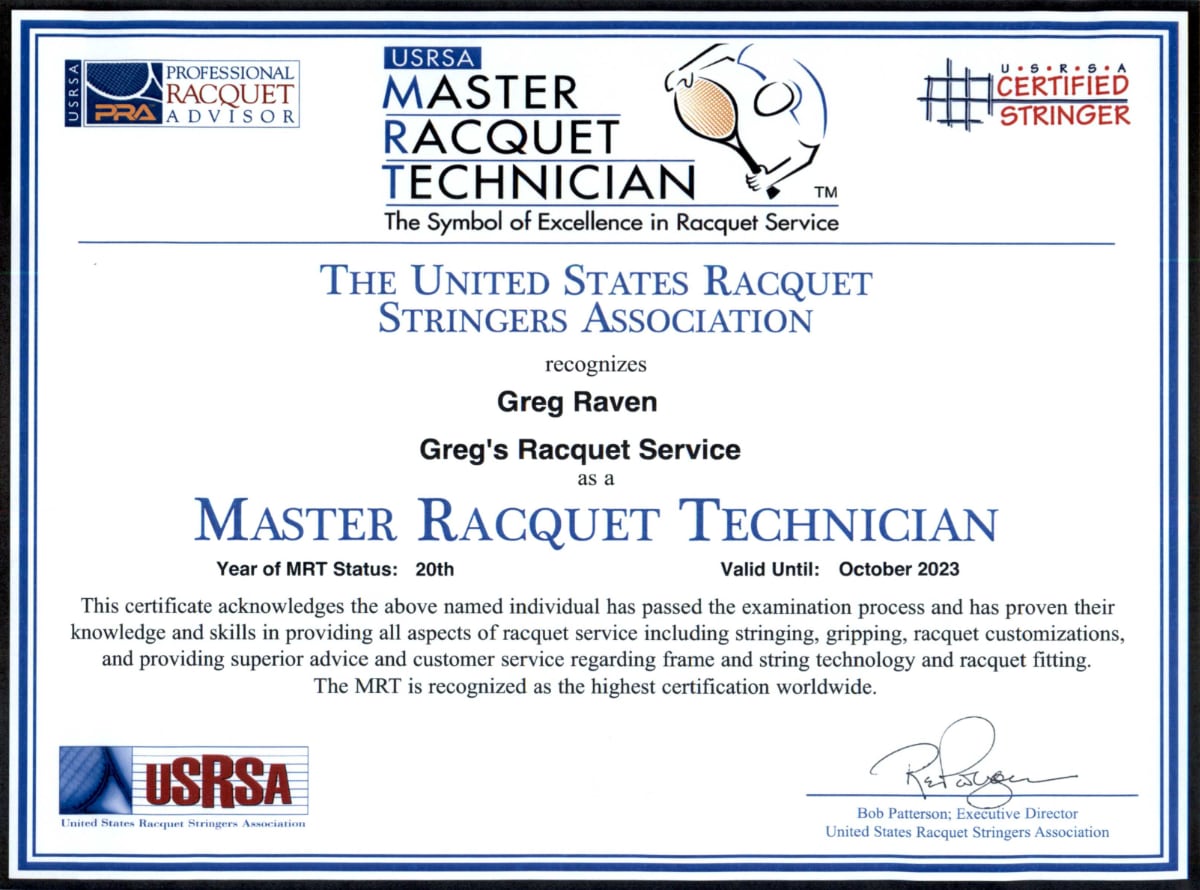 USRSA
PRA
PROFESSIONAL
RACQUET
ADVISOR
USRSA
MASTER
RACQUET
TECHNICIAN
TM
The Symbol of Excellence in Racquet Service
U•S•R•S•A
CERTIFIED
STRINGER
THE UNITED STATES RACQUET
STRINGERS ASSOCIATION
recognizes
Greg Raven
Greg's Racquet Service
as a
MASTER RACQUET TECHNICIAN
Year of MRT Status: 20th Valid Until: October 2023
This certificate acknowledges the above named individual has passed the examination process and has proven their
knowledge and skills in providing all aspects of racquet service including stringing, gripping, racquet customizations,
and providing superior advice and customer service regarding frame and string technology and racquet fitting.
The MRT is recognized as the highest certification worldwide.
USRSA
United States Racquet Stringers Association
Bob Patterson; Executive Director
United States Racquet Stringers Association